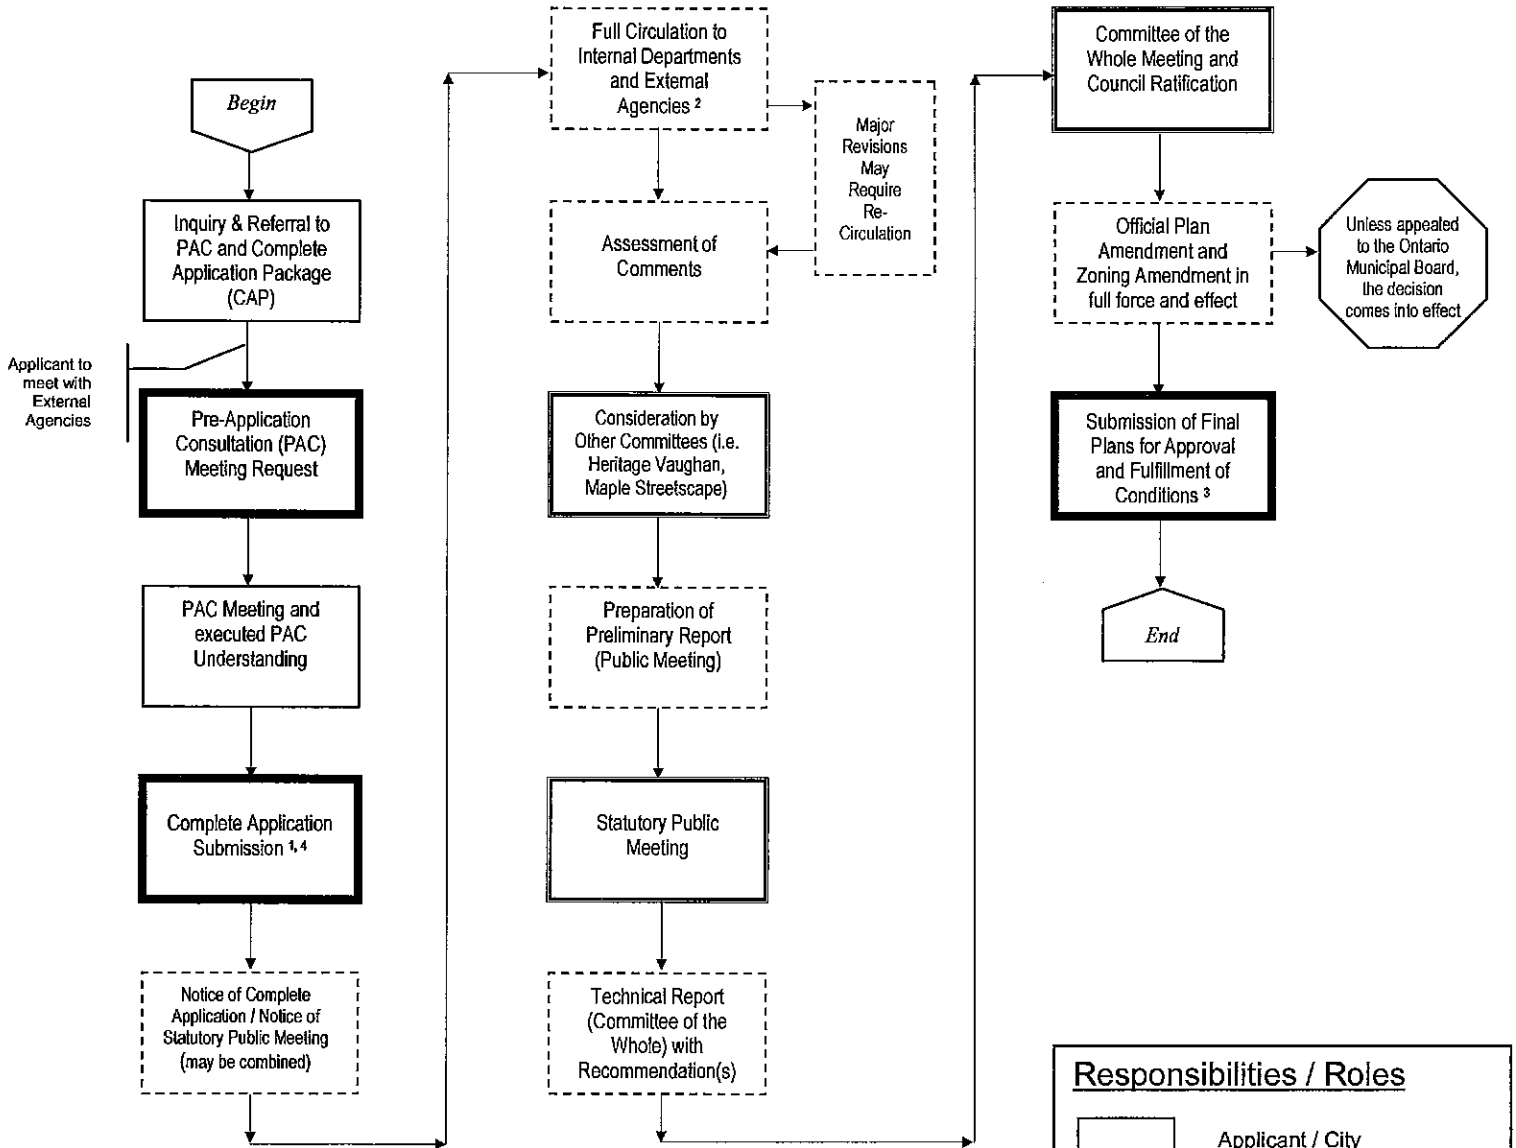 Begin
Inquiry & Referral to
PAC and Complete
Application Package
(CAP)
Applicant to
meet with
External
Agencies
Pre-Application
Consultation (PAC)
Meeting Request
PAC Meeting and
executed PAC
Understanding
Complete Application
Submission 1, 4
Notice of Complete
Application / Notice of
Statutory Public Meeting
(may be combined)
Full Circulation to
Internal Departments
and External
Agencies 2
Major
Revisions
May
Require
Re-
Circulation
Assessment of
Comments
Consideration by
Other Committees (i.e.
Heritage Vaughan,
Maple Streetscape)
Preparation of
Preliminary Report
(Public Meeting)
Statutory Public
Meeting
Technical Report
(Committee of the
Whole) with
Recommendation(s)
Committee of the
Whole Meeting and
Council Ratification
Official Plan
Amendment and
Zoning Amendment in
full force and effect
Unless appealed
to the Ontario
Municipal Board,
the decision
comes into effect
Submission of Final
Plans for Approval
and Fulfillment of
Conditions 3
End
Responsibilities / Roles
Applicant / City